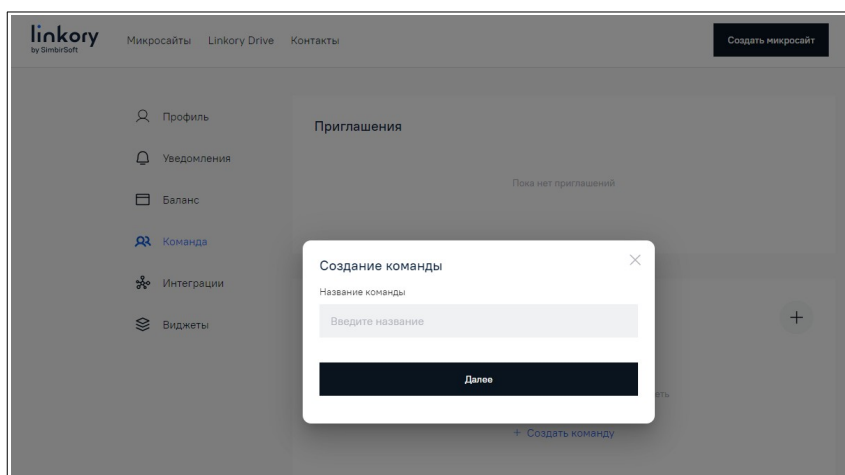 linkory
by SimbirSoft
Микросайты Linkory Drive Контакты
Создать микросайт
Профиль
Уведомления
Баланс
Команда
Интеграции
Виджеты
Приглашения
Пока нет приглашений
Создание команды
Название команды
Введите название
Далее
+ Создать команду